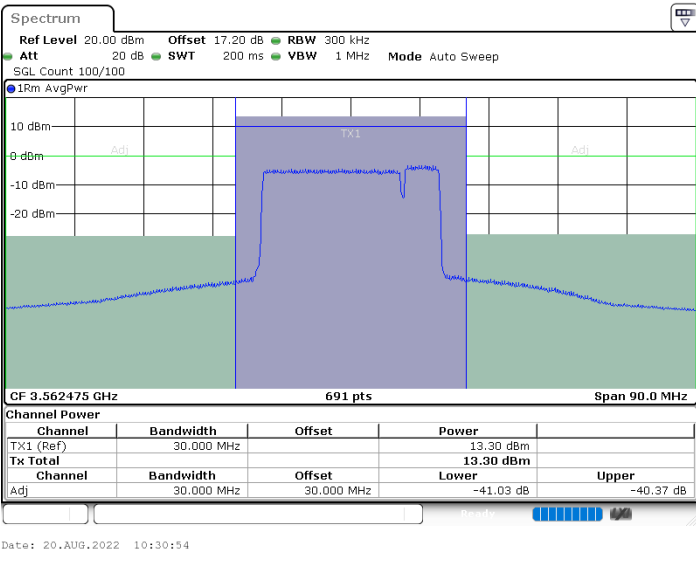 Spectrum
Ref Level 20.00 dBm Offset 17.20 dB RBW 300 kHz
Att 20 dB SWT 200 ms VBW 1 MHz Mode Auto Sweep
SGL Count 100/100
1Rm AvgPwr
10 dBm
TX1
Adj
Adj
0 dBm
-10 dBm
-20 dBm
CF 3.562475 GHz 691 pts Span 90.0 MHz
Channel Power
Channel Bandwidth Offset Power
TX1 (Ref) 30.000 MHz 13.30 dBm
Tx Total 13.30 dBm
Channel Bandwidth Offset Lower Upper
Adj 30.000 MHz 30.000 MHz -41.03 dB -40.37 dB
Ready
Date: 20.AUG.2022 10:30:54